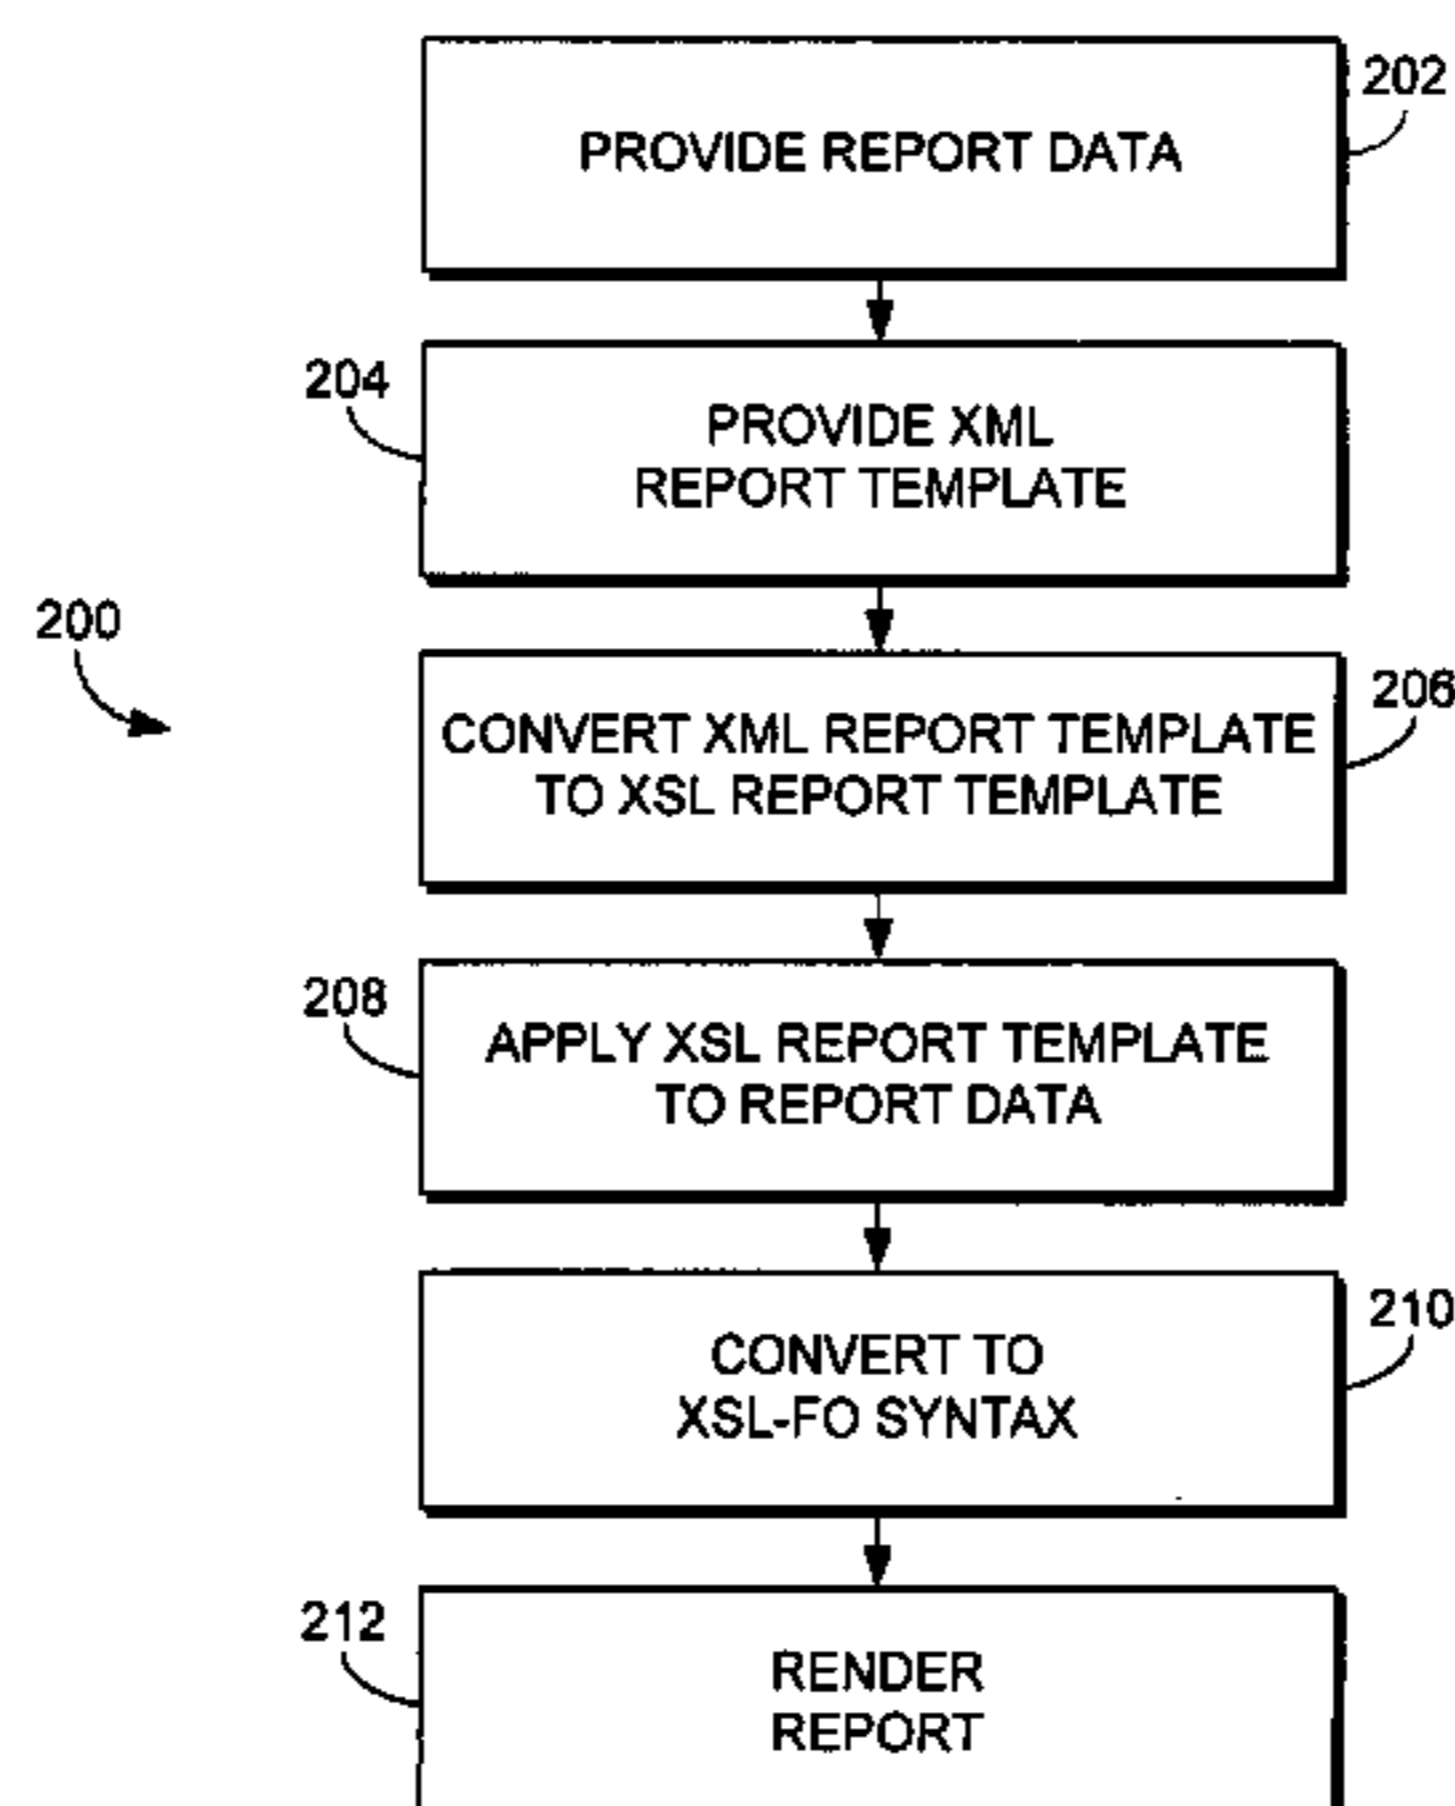 PROVIDE REPORT DATA
202
204
PROVIDE XML
REPORT TEMPLATE
200
206
CONVERT XML REPORT TEMPLATE
TO XSL REPORT TEMPLATE
208
APPLY XSL REPORT TEMPLATE
TO REPORT DATA
210
CONVERT TO
XSL-FO SYNTAX
212
RENDER
REPORT